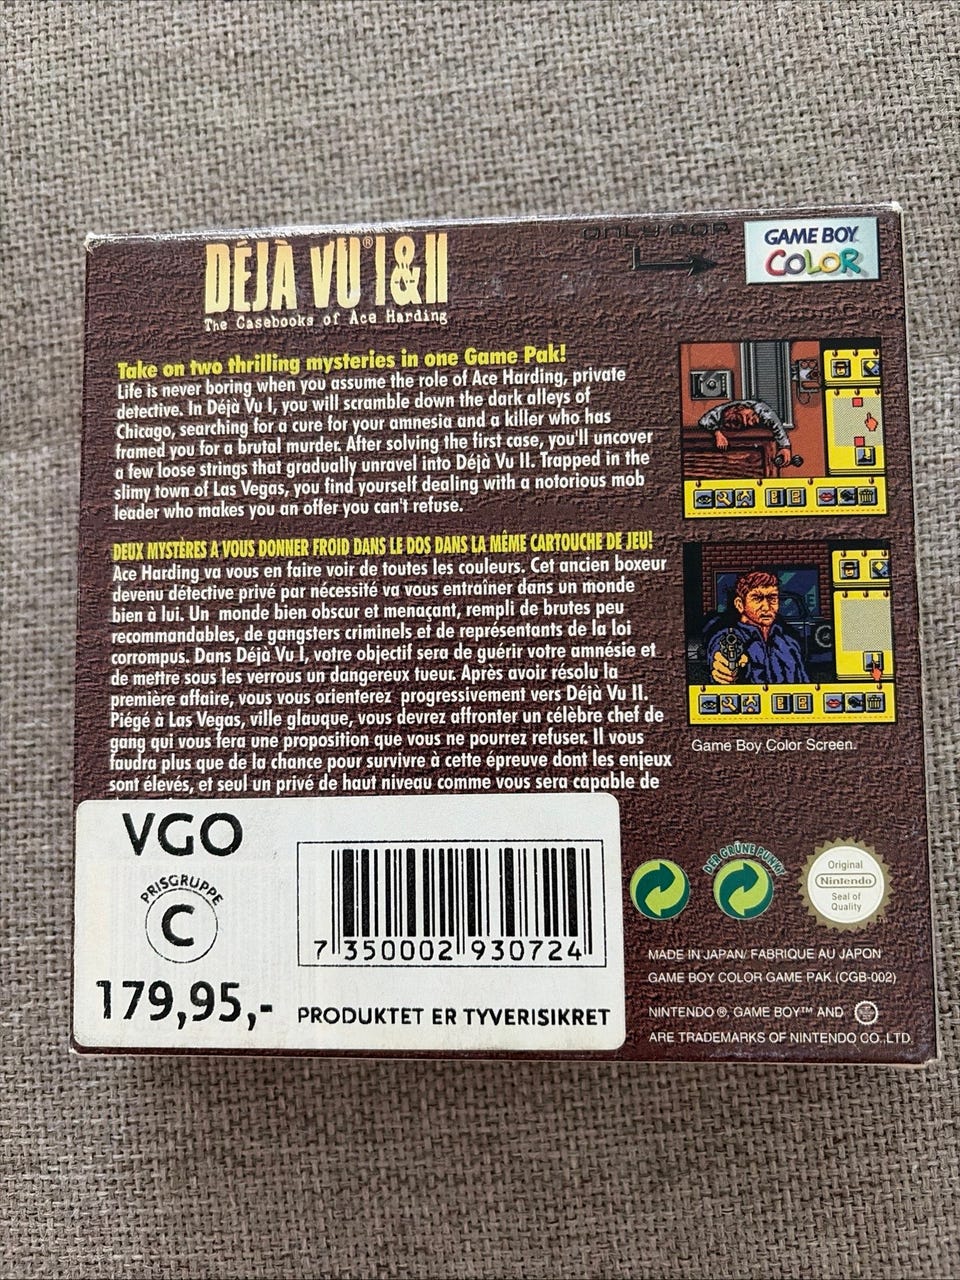 DÉJÀ VU® I & II
The Casebooks of Ace Harding
ONLY FOR
GAME BOY
COLOR
Take on two thrilling mysteries in one Game Pak!
Life is never boring when you assume the role of Ace Harding, private
detective. In Déjà Vu I, you will scramble down the dark alleys of
Chicago, searching for a cure for your amnesia and a killer who has
framed you for a brutal murder. After solving the first case, you'll uncover
a few loose strings that gradually unravel into Déjà Vu II. Trapped in the
slimy town of Las Vegas, you find yourself dealing with a notorious mob
leader who makes you an offer you can't refuse.
DEUX MYSTÈRES A VOUS DONNER FROID DANS LE DOS DANS LA MÊME CARTOUCHE DE JEU!
Ace Harding va vous en faire voir de toutes les couleurs. Cet ancien boxeur
devenu détective privé par nécessité va vous entraîner dans un monde
bien à lui. Un monde bien obscur et menaçant, rempli de brutes peu
recommandables, de gangsters criminels et de représentants de la loi
corrompus. Dans Déjà Vu I, votre objectif sera de guérir votre amnésie et
de mettre sous les verrous un dangereux tueur. Après avoir résolu la
première affaire, vous vous orienterez progressivement vers Déjà Vu II.
Piégé à Las Vegas, ville glauque, vous devrez affronter un célèbre chef de
gang qui vous fera une proposition que vous ne pourrez refuser. Il vous
faudra plus que de la chance pour survivre à cette épreuve dont les enjeux
sont élevés, et seul un privé de haut niveau comme vous sera capable de
Game Boy Color Screen.
VGO
PRISGRUPPE
C
179,95,-
7 350002 930724
PRODUKTET ER TYVERISIKRET
DER GRÜNE PUNKT
Original
Nintendo
Seal of
Quality
MADE IN JAPAN/ FABRIQUE AU JAPON
GAME BOY COLOR GAME PAK (CGB-002)
NINTENDO ®, GAME BOY™ AND
ARE TRADEMARKS OF NINTENDO CO.,LTD.